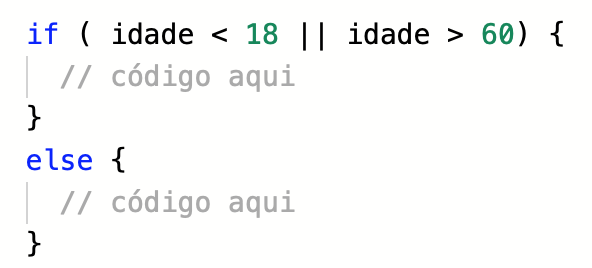 if ( idade < 18 || idade > 60) {
// código aqui
}
else {
// código aqui
}